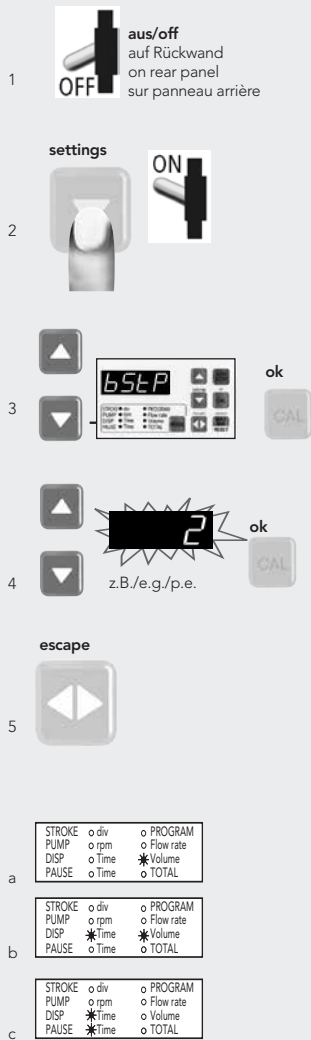 aus/off
auf Rückwand
on rear panel
sur panneau arrière
OFF
1
settings
ON
2
bStP
ok
STROKE div PROGRAM
PUMP rpm Flow rate
DISP Time Volume
PAUSE Time TOTAL
CAL
3
2
ok
CAL
z.B./e.g./p.e.
4
escape
5
STROKE div PROGRAM
PUMP rpm Flow rate
DISP Time Volume
PAUSE Time TOTAL
a
STROKE div PROGRAM
PUMP rpm Flow rate
DISP Time Volume
PAUSE Time TOTAL
b
STROKE div PROGRAM
PUMP rpm Flow rate
DISP Time Volume
PAUSE Time TOTAL
c